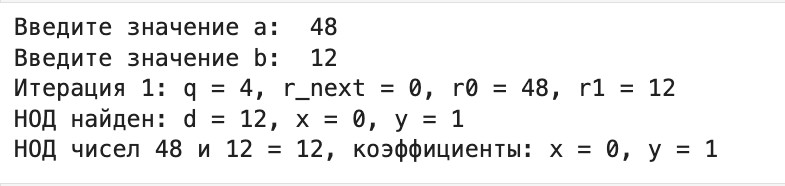 Введите значение a:  48
Введите значение b:  12
Итерация 1: q = 4, r_next = 0, r0 = 48, r1 = 12
НОД найден: d = 12, x = 0, y = 1
НОД чисел 48 и 12 = 12, коэффициенты: x = 0, y = 1